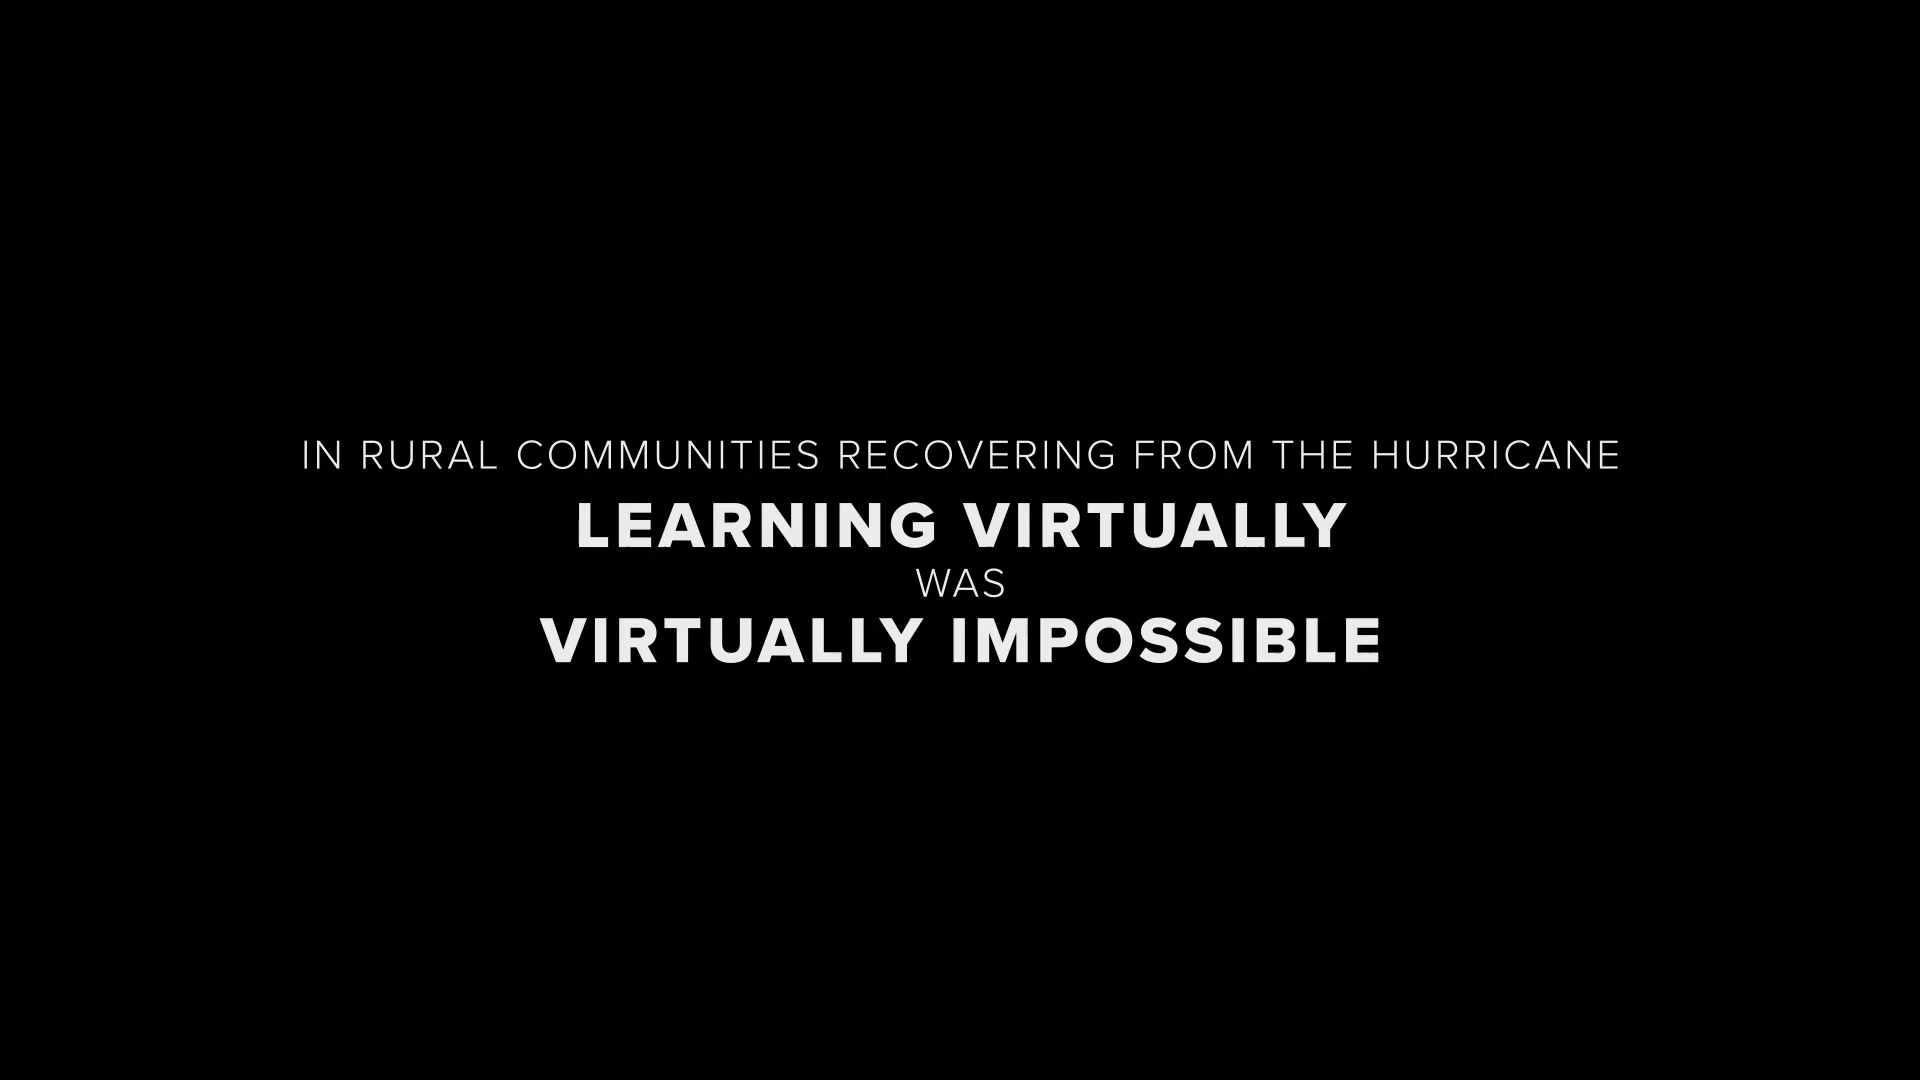 IN RURAL COMMUNITIES RECOVERING FROM THE HURRICANE
LEARNING VIRTUALLY
WAS
VIRTUALLY IMPOSSIBLE